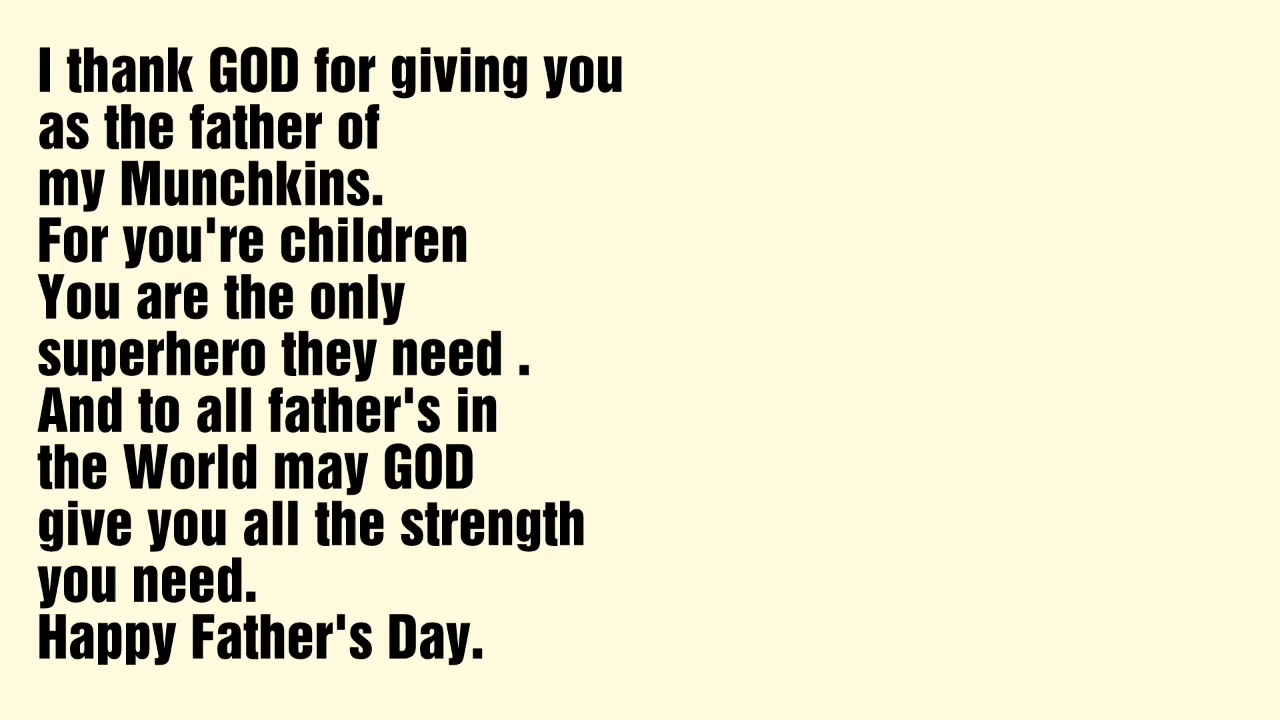 I thank GOD for giving you
as the father of
my Munchkins.
For you're children
You are the only
superhero they need .
And to all father's in
the World may GOD
give you all the strength
you need.
Happy Father's Day.